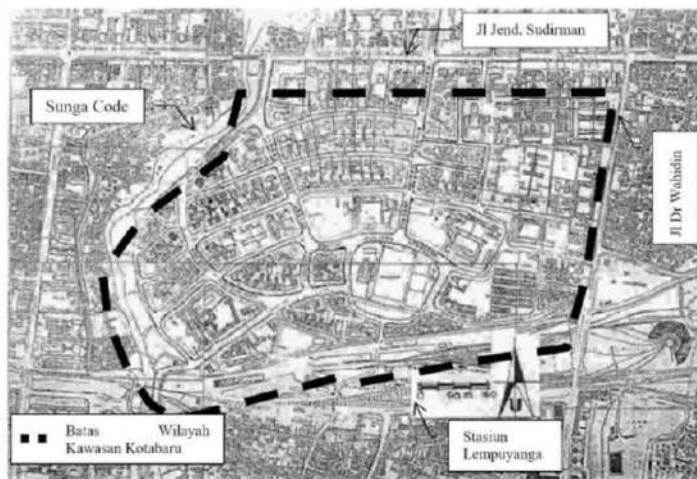 Jl Jend. Sudirman
Sunga Code
Jl Dr Wahidin
U
Batas Wilayah
Kawasan Kotabaru
Stasiun
Lempuyanga